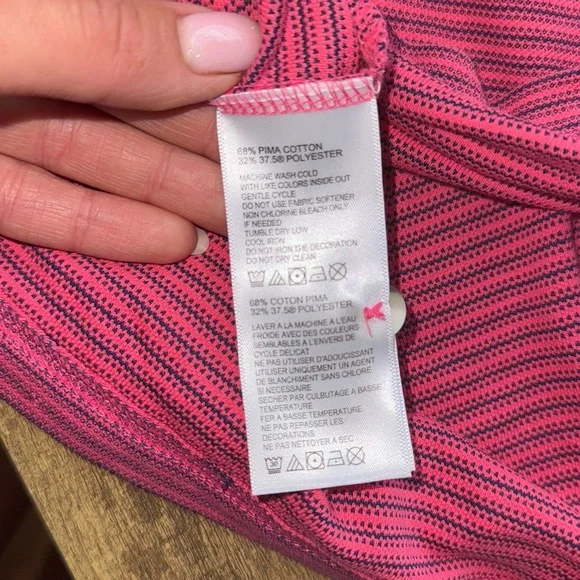 68% PIMA COTTON
32% 37.5® POLYESTER
MACHINE WASH COLD
WITH LIKE COLORS INSIDE OUT
GENTLE CYCLE
DO NOT USE FABRIC SOFTENER
NON CHLORINE BLEACH ONLY
IF NEEDED
TUMBLE DRY LOW
COOL IRON
DO NOT IRON THE DECORATION
DO NOT DRY CLEAN
68% COTON PIMA
32% 37.5® POLYESTER
LAVER A LA MACHINE A L'EAU
FROIDE AVEC DES COULEURS
SEMBLABLES A L'ENVERS DE
CYCLE DELICAT
NE PAS UTILISER D'ADOUCISSANT
UTILISER UNIQUEMENT UN AGENT
DE BLANCHIMENT SANS CHLORE
SI NECESSAIRE
SECHER PAR CULBUTAGE A BASSE
TEMPERATURE
FER A BASSE TEMPERATURE
NE PAS REPASSER LES
DECORATIONS
NE PAS NETTOYER A SEC
30